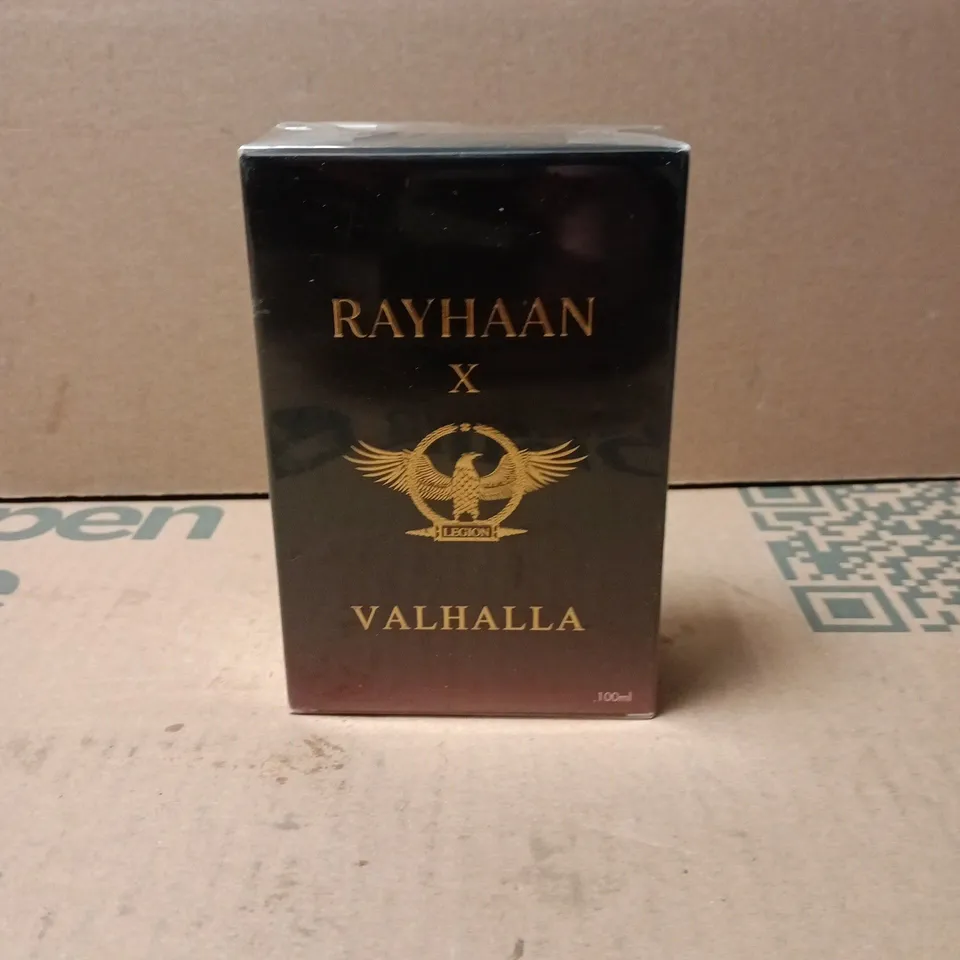 RAYHAAN
X
LEGION
VALHALLA
100ml
pen